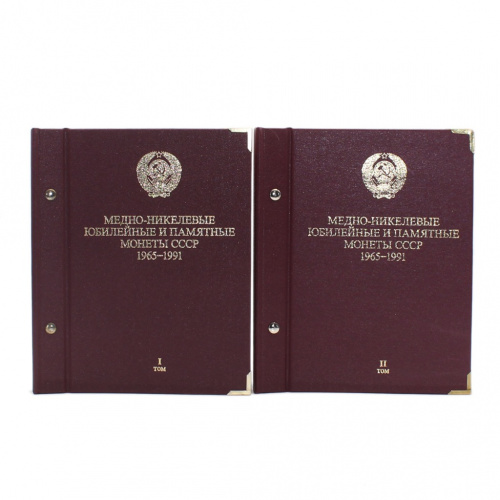 МЕДНО-НИКЕЛЕВЫЕ
ЮБИЛЕЙНЫЕ И ПАМЯТНЫЕ
МОНЕТЫ СССР
1965–1991
I
ТОМ
МЕДНО-НИКЕЛЕВЫЕ
ЮБИЛЕЙНЫЕ И ПАМЯТНЫЕ
МОНЕТЫ СССР
1965–1991
II
ТОМ